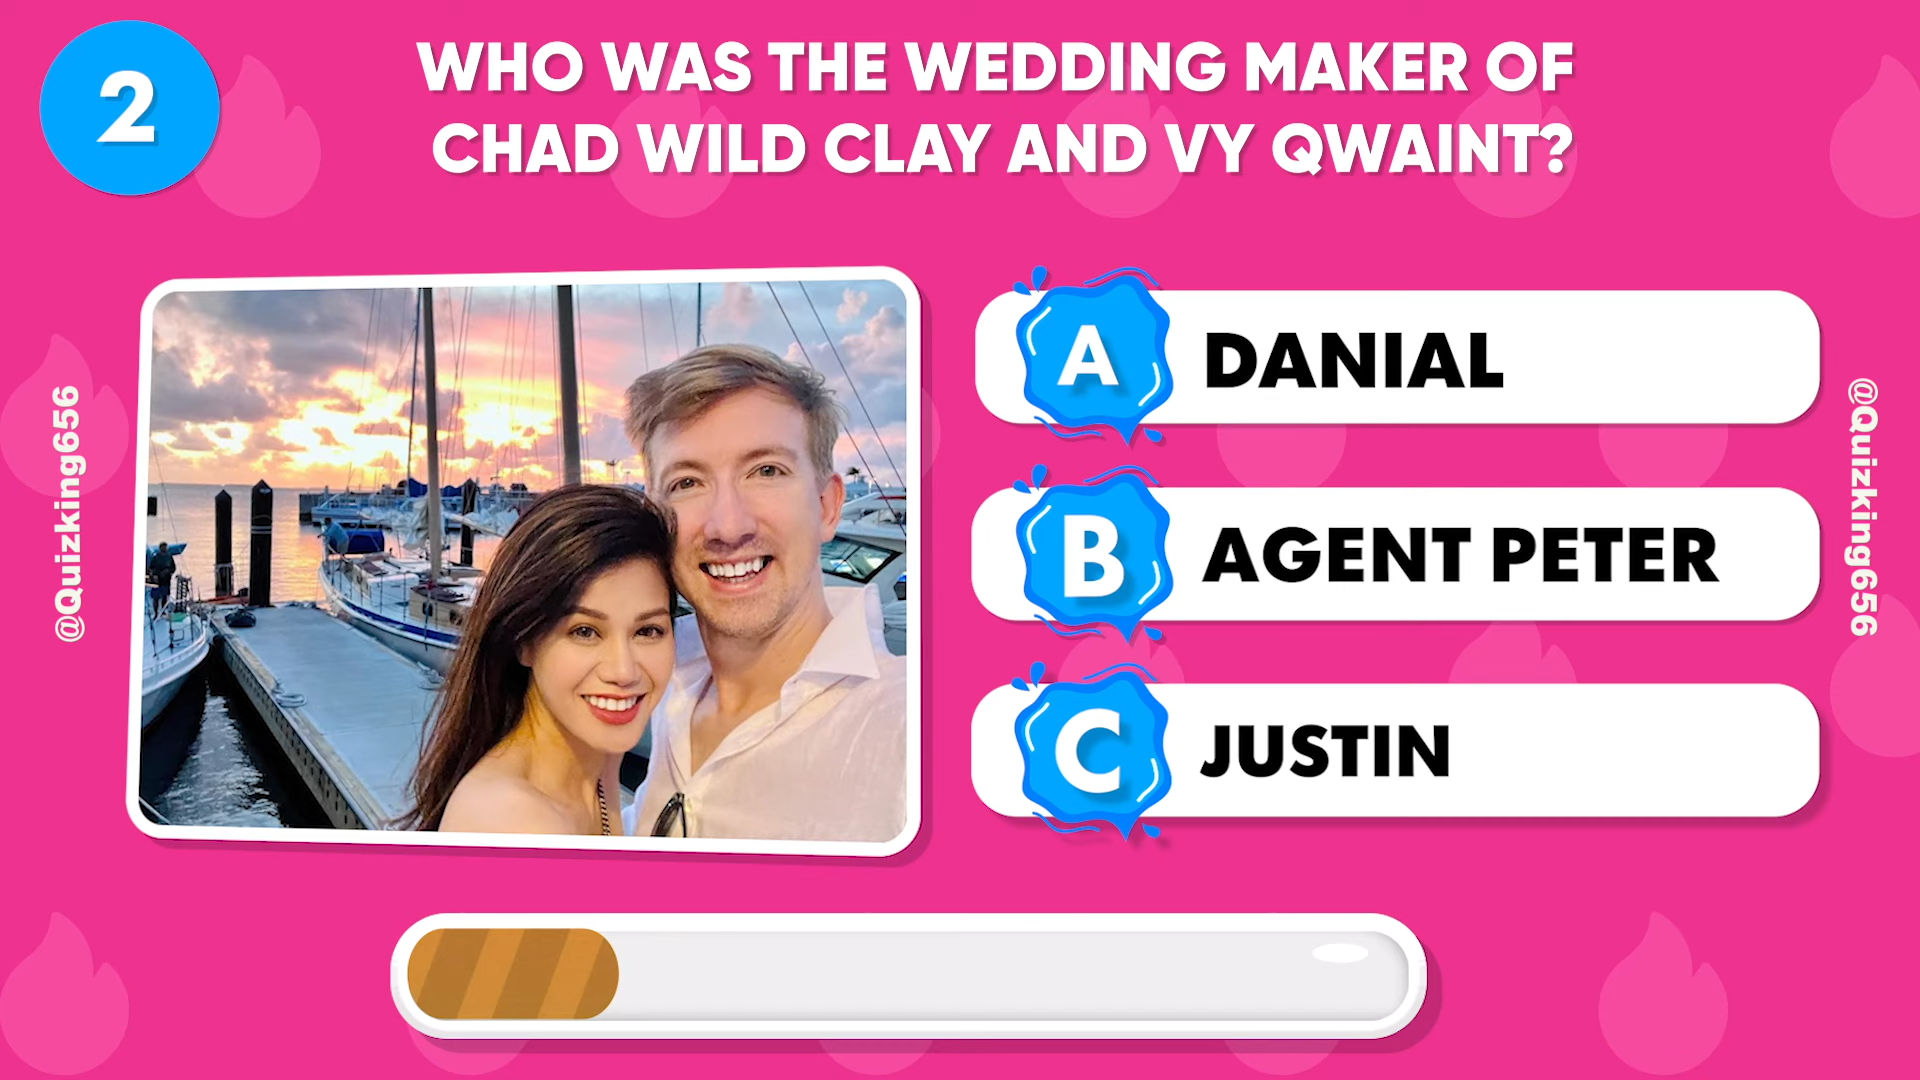 2
WHO WAS THE WEDDING MAKER OF
CHAD WILD CLAY AND VY QWAINT?
@Quizking656
A DANIAL
B AGENT PETER
C JUSTIN
@Quizking656